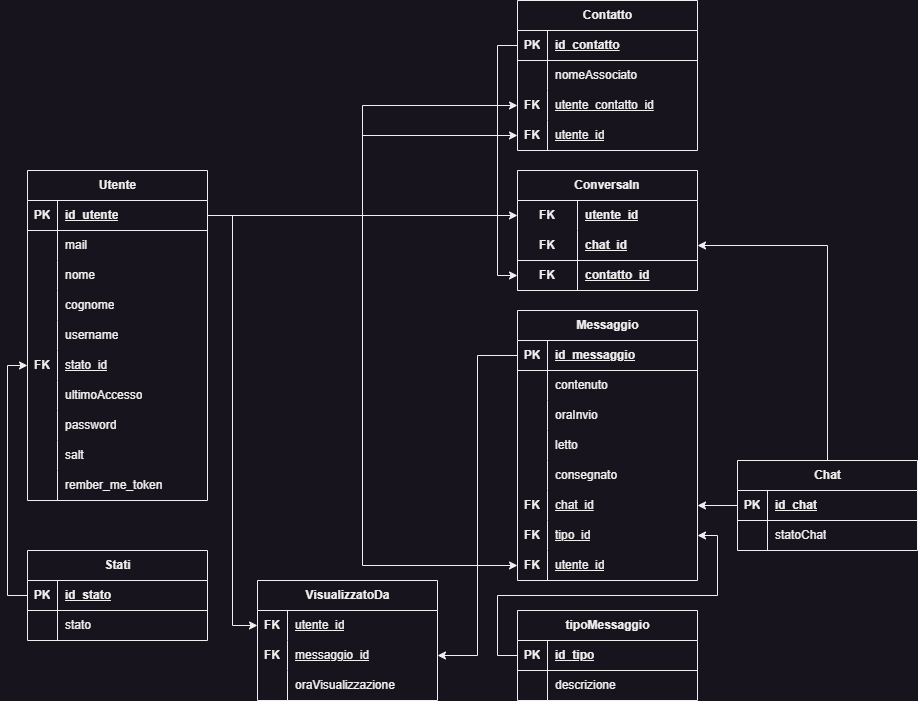 Contatto
PK id_contatto
nomeAssociato
FK utente_contatto_id
FK utente_id
Utente
PK id_utente
mail
nome
cognome
username
FK stato_id
ultimoAccesso
password
salt
rember_me_token
ConversaIn
FK utente_id
FK chat_id
FK contatto_id
Messaggio
PK id_messaggio
contenuto
oraInvio
letto
consegnato
FK chat_id
FK tipo_id
FK utente_id
Chat
PK id_chat
statoChat
Stati
PK id_stato
stato
VisualizzatoDa
FK utente_id
FK messaggio_id
oraVisualizzazione
tipoMessaggio
PK id_tipo
descrizione